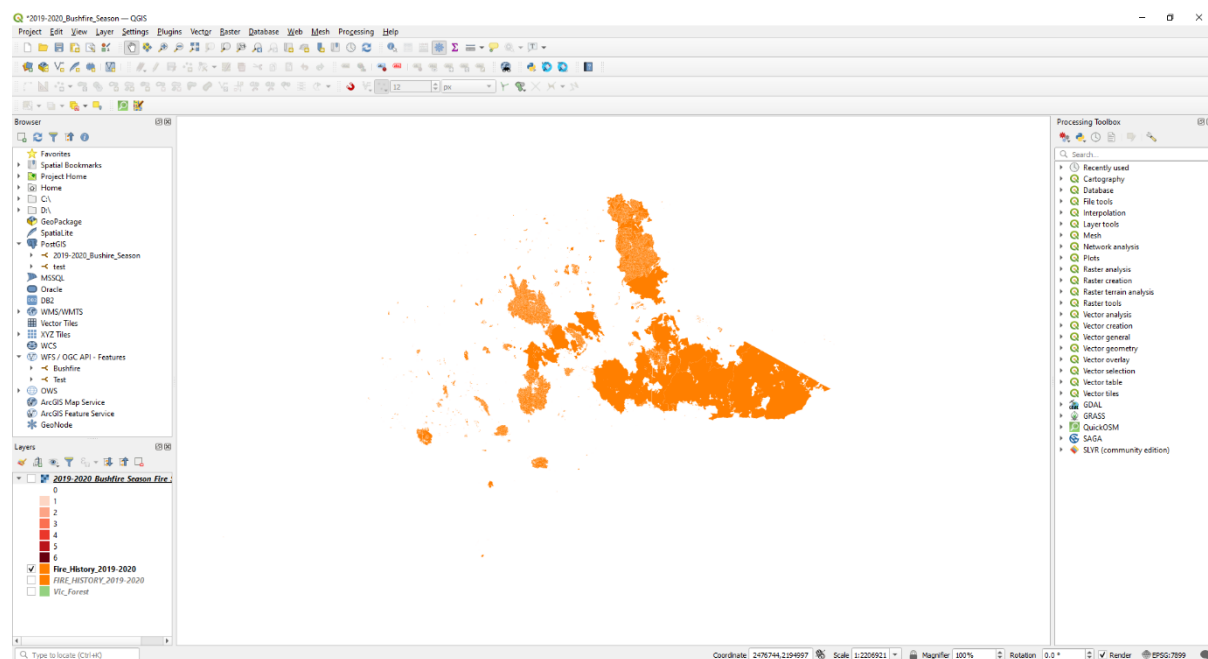 *2019-2020_Bushfire_Season — QGIS
Project Edit View Layer Settings Plugins Vector Raster Database Web Mesh Processing Help
12 px
Browser
Favorites
Spatial Bookmarks
Project Home
Home
C:\
D:\
GeoPackage
SpatiaLite
PostGIS
2019-2020_Bushire_Season
test
MSSQL
Oracle
DB2
WMS/WMTS
Vector Tiles
XYZ Tiles
WCS
WFS / OGC API - Features
Bushfire
Test
OWS
ArcGIS Map Service
ArcGIS Feature Service
GeoNode
Layers
2019-2020 Bushfire Season Fire
0
1
2
3
4
5
6
Fire_History_2019-2020
FIRE_HISTORY_2019-2020
Vic_Forest
Processing Toolbox
Search...
Recently used
Cartography
Database
File tools
Interpolation
Layer tools
Mesh
Network analysis
Plots
Raster analysis
Raster creation
Raster terrain analysis
Raster tools
Vector analysis
Vector creation
Vector general
Vector geometry
Vector overlay
Vector selection
Vector table
Vector tiles
GDAL
GRASS
QuickOSM
SAGA
SLYR (community edition)
Type to locate (Ctrl+K) Coordinate 2476744,2194997 Scale 1:2206921 Magnifier 100% Rotation 0.0 ° Render EPSG:7899